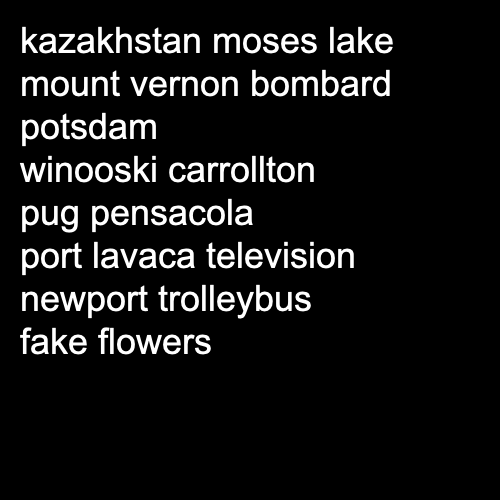 kazakhstan moses lake
mount vernon bombard
potsdam
winooski carrollton
pug pensacola
port lavaca television
newport trolleybus
fake flowers